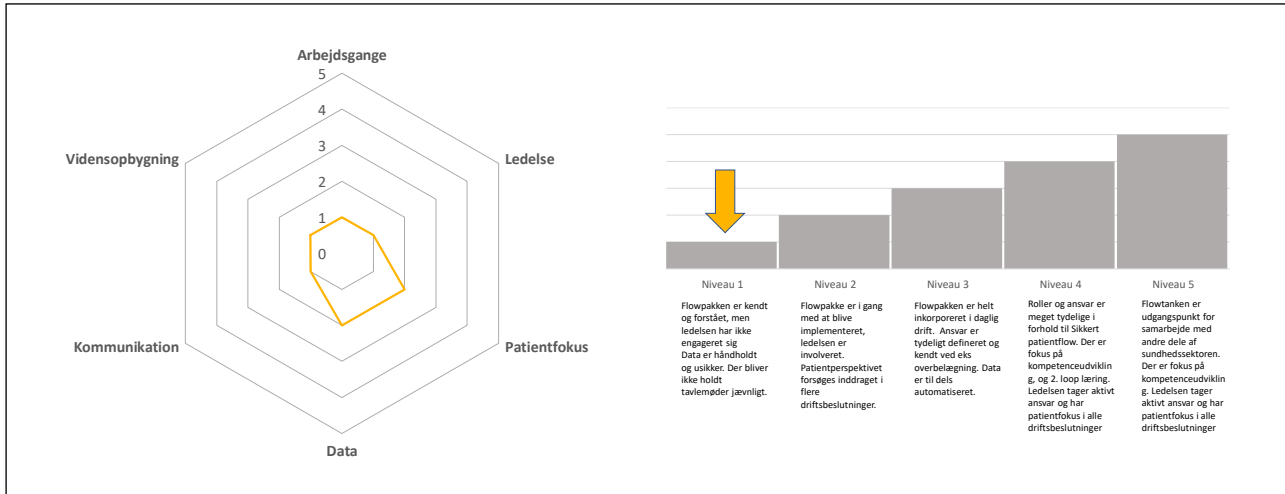 Arbejdsgange
5
4
3
2
1
0
Ledelse
Patientfokus
Data
Kommunikation
Vidensopbygning
Niveau 1
Flowpakken er kendt
og forstået, men
ledelsen har ikke
engageret sig
Data er håndholdt
og usikker. Der bliver
ikke holdt
tavlemøder jævnligt.
Niveau 2
Flowpakke er i gang
med at blive
implementeret,
ledelsen er
involveret.
Patientperspektivet
forsøges inddraget i
flere
driftsbeslutninger.
Niveau 3
Flowpakken er helt
inkorporeret i daglig
drift. Ansvar er
tydeligt defineret og
kendt ved eks
overbelægning. Data
er til dels
automatiseret.
Niveau 4
Roller og ansvar er
meget tydelige i
forhold til Sikkert
patientflow. Der er
fokus på
kompetenceudviklin
g, og 2. loop læring.
Ledelsen tager aktivt
ansvar og har
patientfokus i alle
driftsbeslutninger
Niveau 5
Flowtanken er
udgangspunkt for
samarbejde med
andre dele af
sundhedssektoren.
Der er fokus på
kompetenceudviklin
g. Ledelsen tager
aktivt ansvar og har
patientfokus i alle
driftsbeslutninger